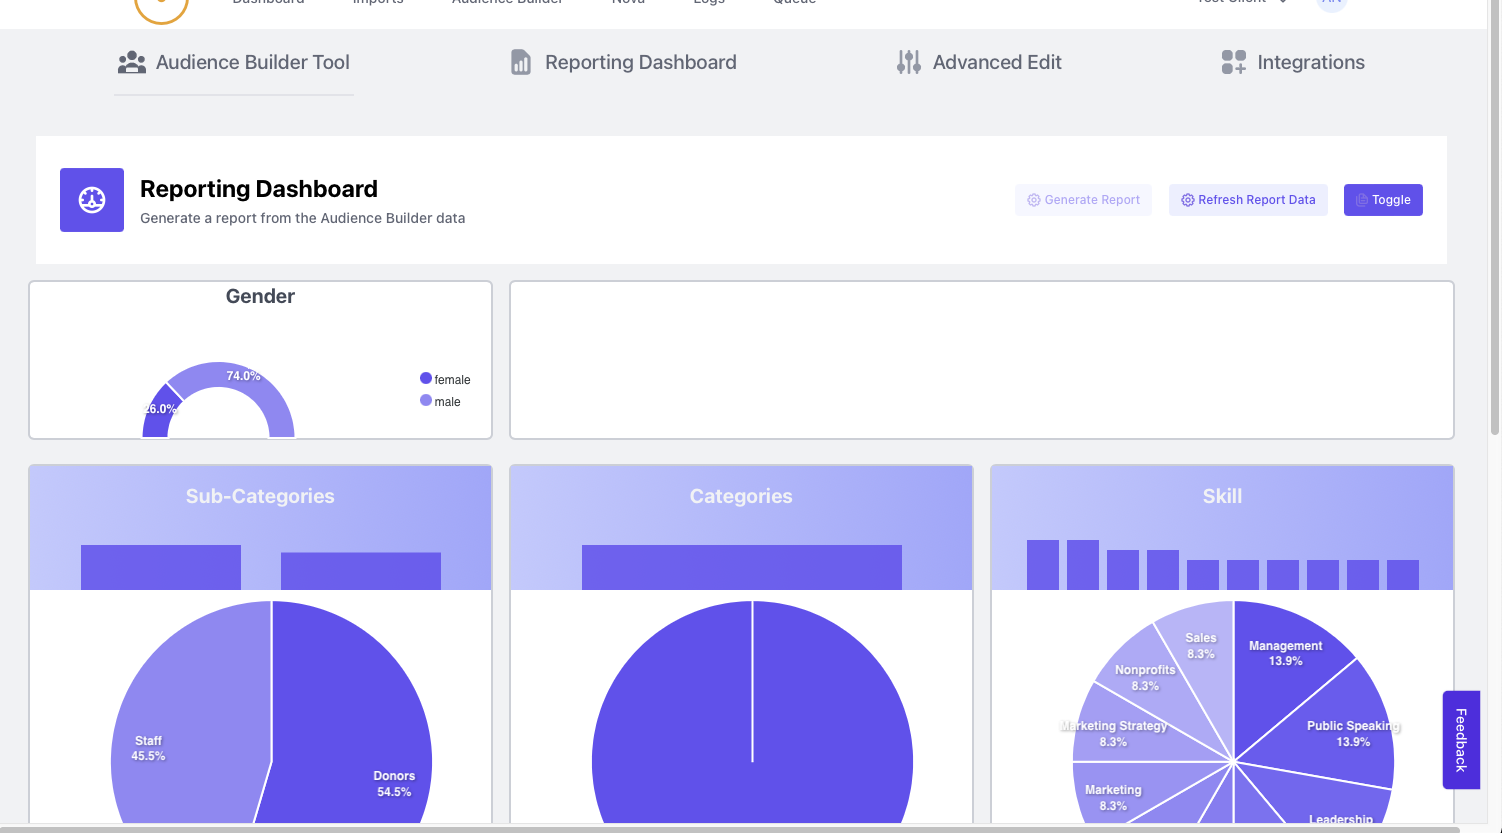 Dashboard Imports Audience Builder Nova Logs Queue Test Client AN
Audience Builder Tool Reporting Dashboard Advanced Edit Integrations
Reporting Dashboard
Generate a report from the Audience Builder data
Generate Report Refresh Report Data Toggle
Gender
74.0%
26.0%
female
male
Sub-Categories
Categories
Skill
Staff
45.5%
Donors
54.5%
Sales
8.3%
Management
13.9%
Nonprofits
8.3%
Marketing Strategy
8.3%
Public Speaking
13.9%
Marketing
8.3%
Leadership
Feedback